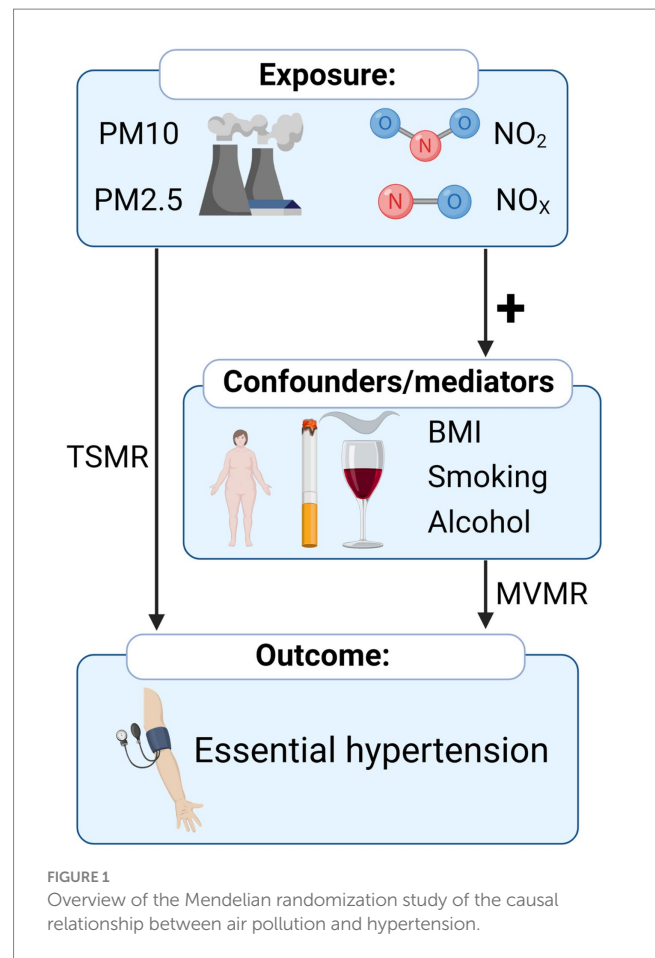 Exposure:
PM10
O O
N
NO₂
PM2.5
N O
NOₓ
+
Confounders/mediators
TSMR
BMI
Smoking
Alcohol
MVMR
Outcome:
Essential hypertension
FIGURE 1
Overview of the Mendelian randomization study of the causal
relationship between air pollution and hypertension.